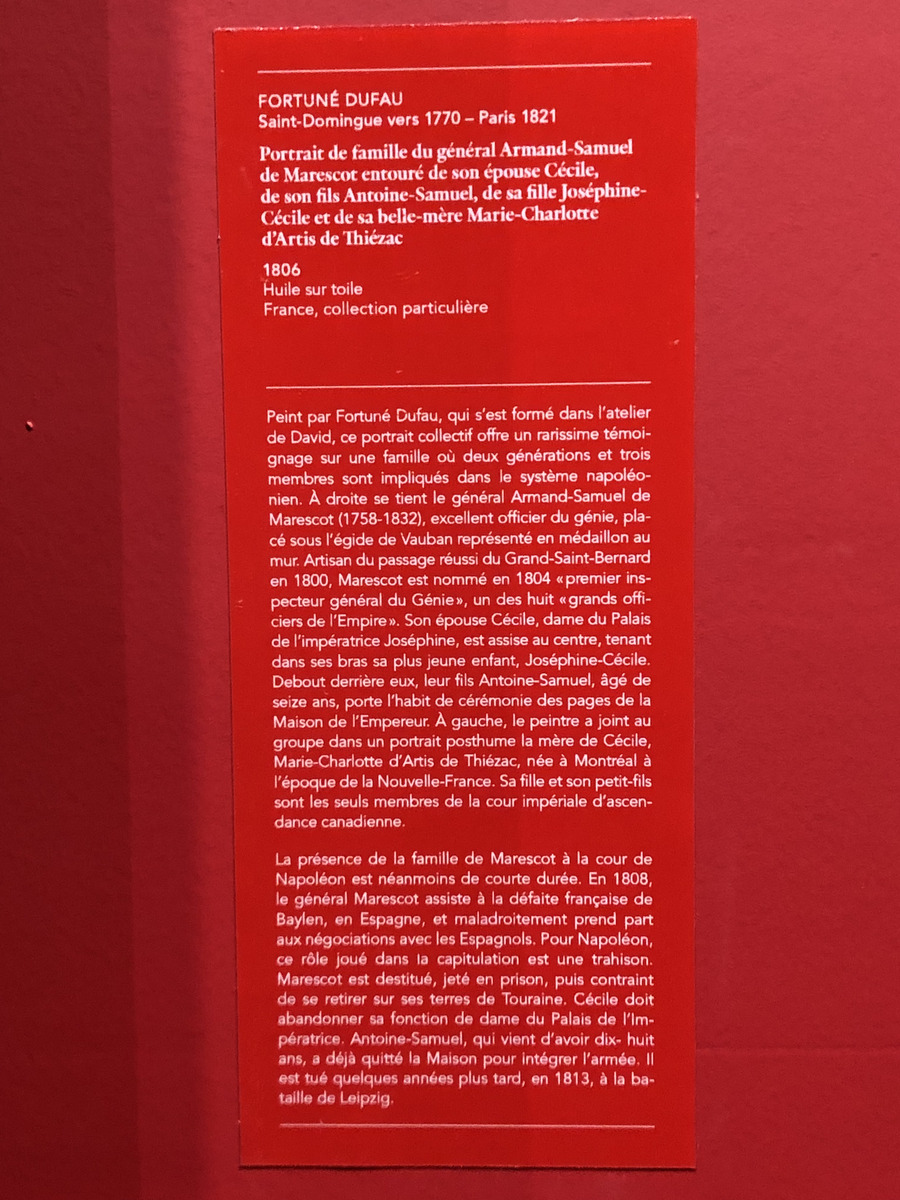 FORTUNÉ DUFAU
Saint-Domingue vers 1770 – Paris 1821
Portrait de famille du général Armand-Samuel
de Marescot entouré de son épouse Cécile,
de son fils Antoine-Samuel, de sa fille Joséphine-
Cécile et de sa belle-mère Marie-Charlotte
d'Artis de Thiézac
1806
Huile sur toile
France, collection particulière
Peint par Fortuné Dufau, qui s'est formé dans l'atelier
de David, ce portrait collectif offre un rarissime témoi-
gnage sur une famille où deux générations et trois
membres sont impliqués dans le système napoléo-
nien. À droite se tient le général Armand-Samuel de
Marescot (1758-1832), excellent officier du génie, pla-
cé sous l'égide de Vauban représenté en médaillon au
mur. Artisan du passage réussi du Grand-Saint-Bernard
en 1800, Marescot est nommé en 1804 « premier ins-
pecteur général du Génie », un des huit « grands offi-
ciers de l'Empire ». Son épouse Cécile, dame du Palais
de l'impératrice Joséphine, est assise au centre, tenant
dans ses bras sa plus jeune enfant, Joséphine-Cécile.
Debout derrière eux, leur fils Antoine-Samuel, âgé de
seize ans, porte l'habit de cérémonie des pages de la
Maison de l'Empereur. À gauche, le peintre a joint au
groupe dans un portrait posthume la mère de Cécile,
Marie-Charlotte d'Artis de Thiézac, née à Montréal à
l'époque de la Nouvelle-France. Sa fille et son petit-fils
sont les seuls membres de la cour impériale d'ascen-
dance canadienne.
La présence de la famille de Marescot à la cour de
Napoléon est néanmoins de courte durée. En 1808,
le général Marescot assiste à la défaite française de
Baylen, en Espagne, et maladroitement prend part
aux négociations avec les Espagnols. Pour Napoléon,
ce rôle joué dans la capitulation est une trahison.
Marescot est destitué, jeté en prison, puis contraint
de se retirer sur ses terres de Touraine. Cécile doit
abandonner sa fonction de dame du Palais de l'Im-
pératrice. Antoine-Samuel, qui vient d'avoir dix- huit
ans, a déjà quitté la Maison pour intégrer l'armée. Il
est tué quelques années plus tard, en 1813, à la ba-
taille de Leipzig.